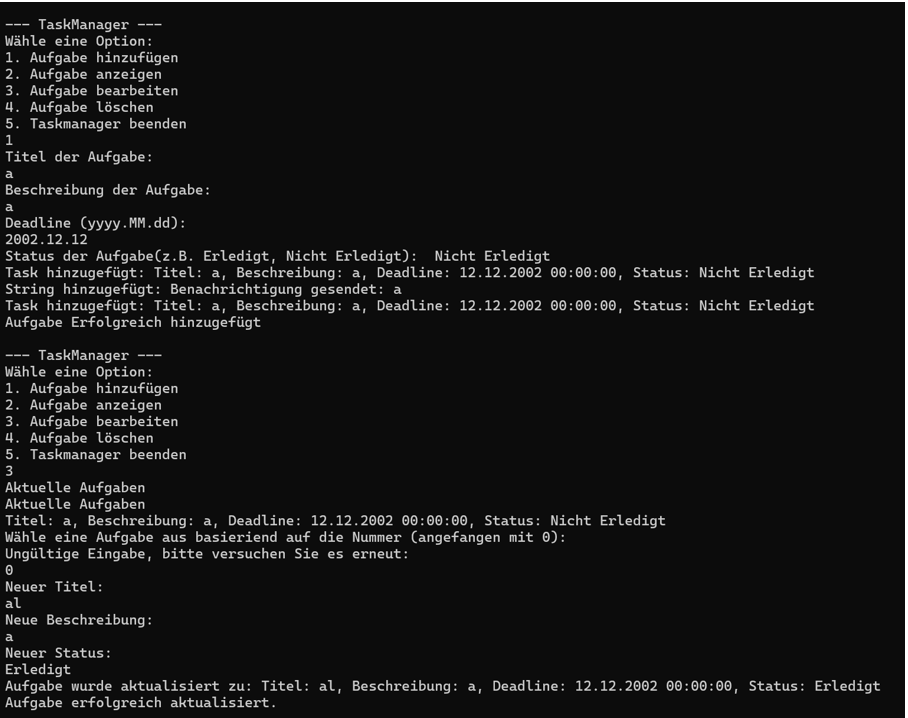 --- TaskManager ---
Wähle eine Option:
1. Aufgabe hinzufügen
2. Aufgabe anzeigen
3. Aufgabe bearbeiten
4. Aufgabe löschen
5. Taskmanager beenden
1
Titel der Aufgabe:
a
Beschreibung der Aufgabe:
a
Deadline (yyyy.MM.dd):
2002.12.12
Status der Aufgabe(z.B. Erledigt, Nicht Erledigt):  Nicht Erledigt
Task hinzugefügt: Titel: a, Beschreibung: a, Deadline: 12.12.2002 00:00:00, Status: Nicht Erledigt
String hinzugefügt: Benachrichtigung gesendet: a
Task hinzugefügt: Titel: a, Beschreibung: a, Deadline: 12.12.2002 00:00:00, Status: Nicht Erledigt
Aufgabe Erfolgreich hinzugefügt

--- TaskManager ---
Wähle eine Option:
1. Aufgabe hinzufügen
2. Aufgabe anzeigen
3. Aufgabe bearbeiten
4. Aufgabe löschen
5. Taskmanager beenden
3
Aktuelle Aufgaben
Aktuelle Aufgaben
Titel: a, Beschreibung: a, Deadline: 12.12.2002 00:00:00, Status: Nicht Erledigt
Wähle eine Aufgabe aus basieriend auf die Nummer (angefangen mit 0):
Ungültige Eingabe, bitte versuchen Sie es erneut:
0
Neuer Titel:
al
Neue Beschreibung:
a
Neuer Status:
Erledigt
Aufgabe wurde aktualisiert zu: Titel: al, Beschreibung: a, Deadline: 12.12.2002 00:00:00, Status: Erledigt
Aufgabe erfolgreich aktualisiert.